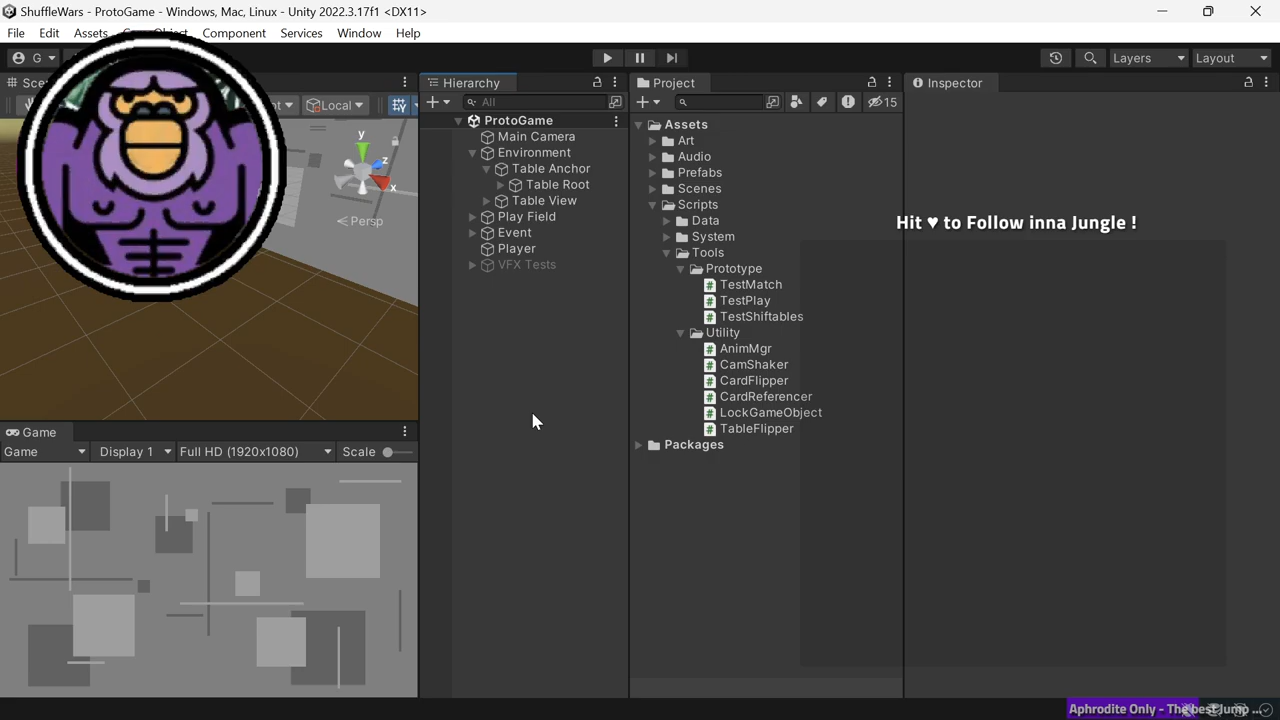 ShuffleWars - ProtoGame - Windows, Mac, Linux - Unity 2022.3.17f1 <DX11>
File Edit Assets GameObject Component Services Window Help
G
Layers
Layout
Local
y
z
x
Persp
Game
Game
Display 1
Full HD (1920x1080)
Scale
Hierarchy
All
ProtoGame
Main Camera
Environment
Table Anchor
Table Root
Table View
Play Field
Event
Player
VFX Tests
Project
15
Assets
Art
Audio
Prefabs
Scenes
Scripts
Data
System
Tools
Prototype
TestMatch
TestPlay
TestShiftables
Utility
AnimMgr
CamShaker
CardFlipper
CardReferencer
LockGameObject
TableFlipper
Packages
Inspector
Hit ♥ to Follow inna Jungle !
Aphrodite Only - The best Jump ...